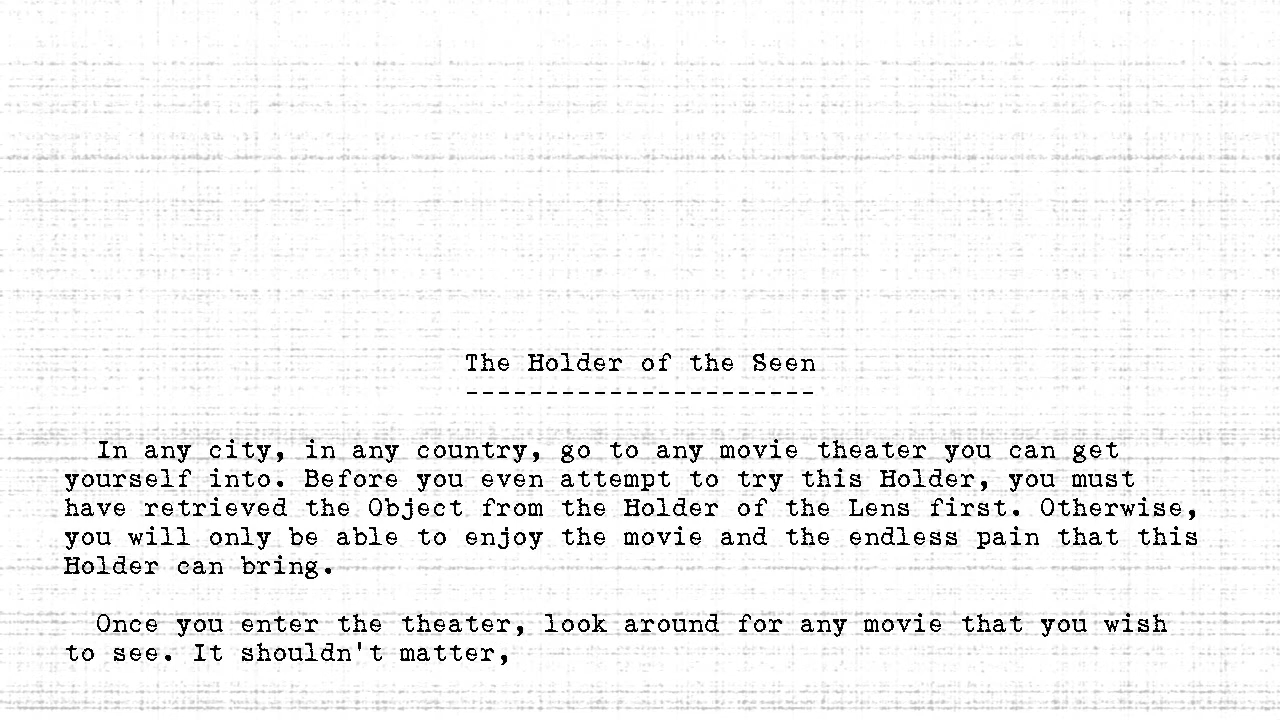 The Holder of the Seen
----------------------
In any city, in any country, go to any movie theater you can get
yourself into. Before you even attempt to try this Holder, you must
have retrieved the Object from the Holder of the Lens first. Otherwise,
you will only be able to enjoy the movie and the endless pain that this
Holder can bring.
Once you enter the theater, look around for any movie that you wish
to see. It shouldn't matter,